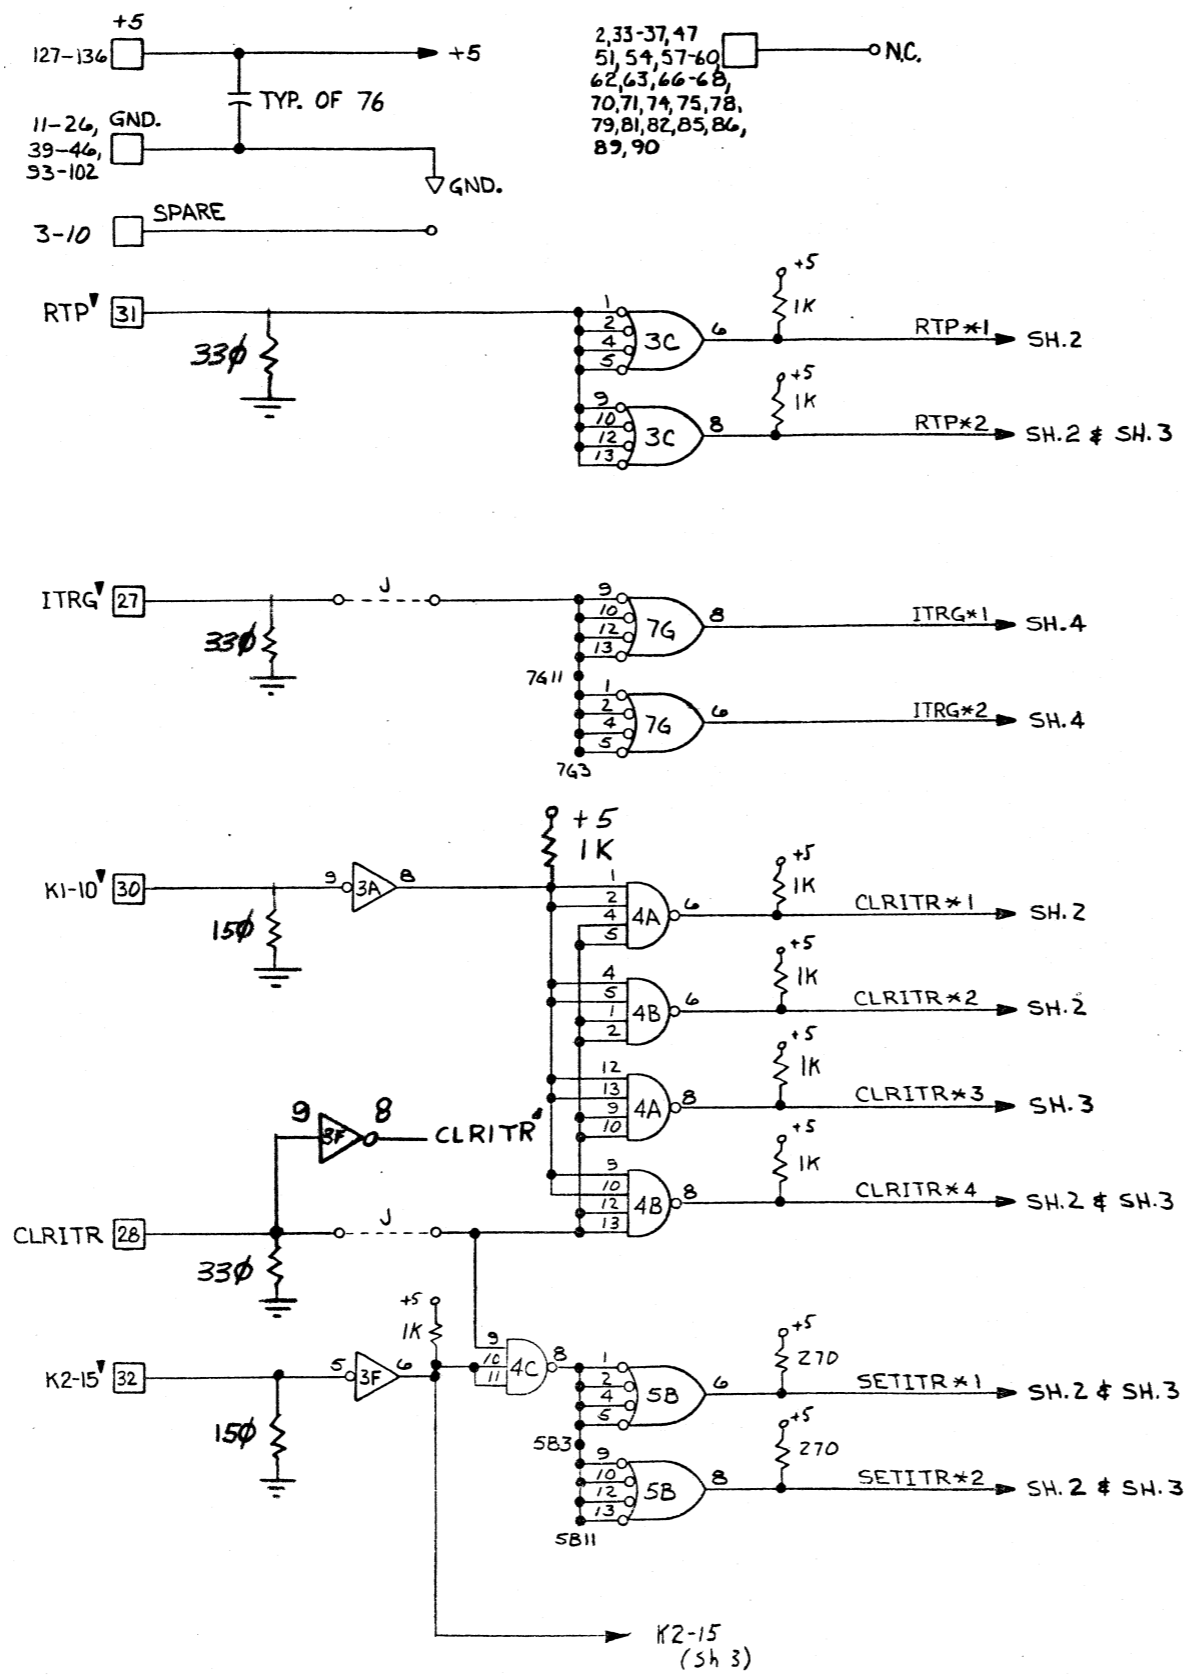 +5
127-136
+5
TYP. OF 76
11-26, GND.
39-46,
93-102
GND.
SPARE
3-10
2,33-37,47
51,54,57-60,
62,63,66-68,
70,71,74,75,78,
79,81,82,85,86,
89,90
N.C.
RTP▼ 31
33∅
1
2
4
5
3C
6
+5
1K
RTP*1
SH.2
9
10
12
13
3C
8
+5
1K
RTP*2
SH.2 & SH.3
ITRG▼ 27
33∅
J
9
10
12
13
7G
8
ITRG*1
SH.4
7G11
1
2
4
5
7G
6
ITRG*2
SH.4
7G3
+5
1K
K1-10▼ 30
15∅
9
3A
8
1
2
4
5
4A
6
+5
1K
CLRITR*1
SH.2
4
5
1
2
4B
6
+5
1K
CLRITR*2
SH.2
12
13
9
10
4A
8
+5
1K
CLRITR*3
SH.3
9
10
12
13
4B
8
+5
1K
CLRITR*4
SH.2 & SH.3
9
3F
8
CLRITR▼
CLRITR 28
33∅
J
+5
1K
9
10
11
4C
8
K2-15▼ 32
15∅
5
3F
6
1
2
4
5
5B
6
+5
270
SETITR*1
SH.2 & SH.3
5B3
9
10
12
13
5B
8
+5
270
SETITR*2
SH.2 & SH.3
5B11
K2-15
(Sh 3)